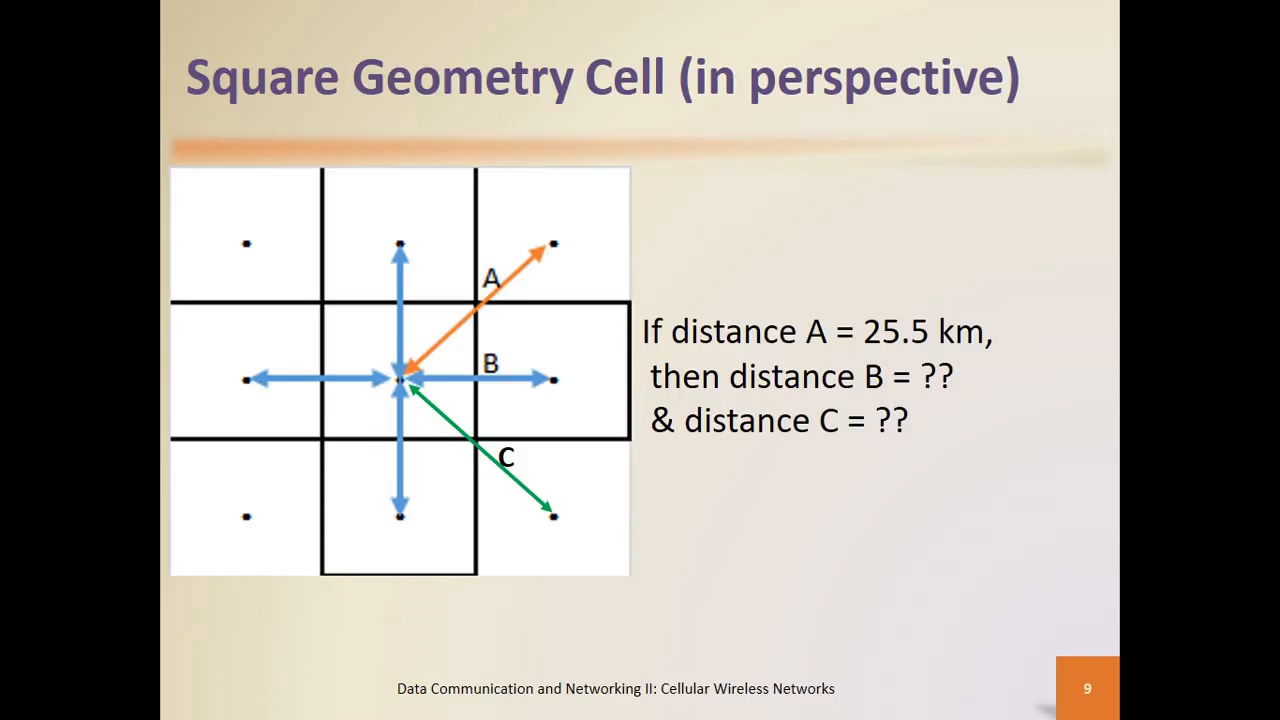 Square Geometry Cell (in perspective)
A
B
C
If distance A = 25.5 km,
then distance B = ??
& distance C = ??
Data Communication and Networking II: Cellular Wireless Networks
9